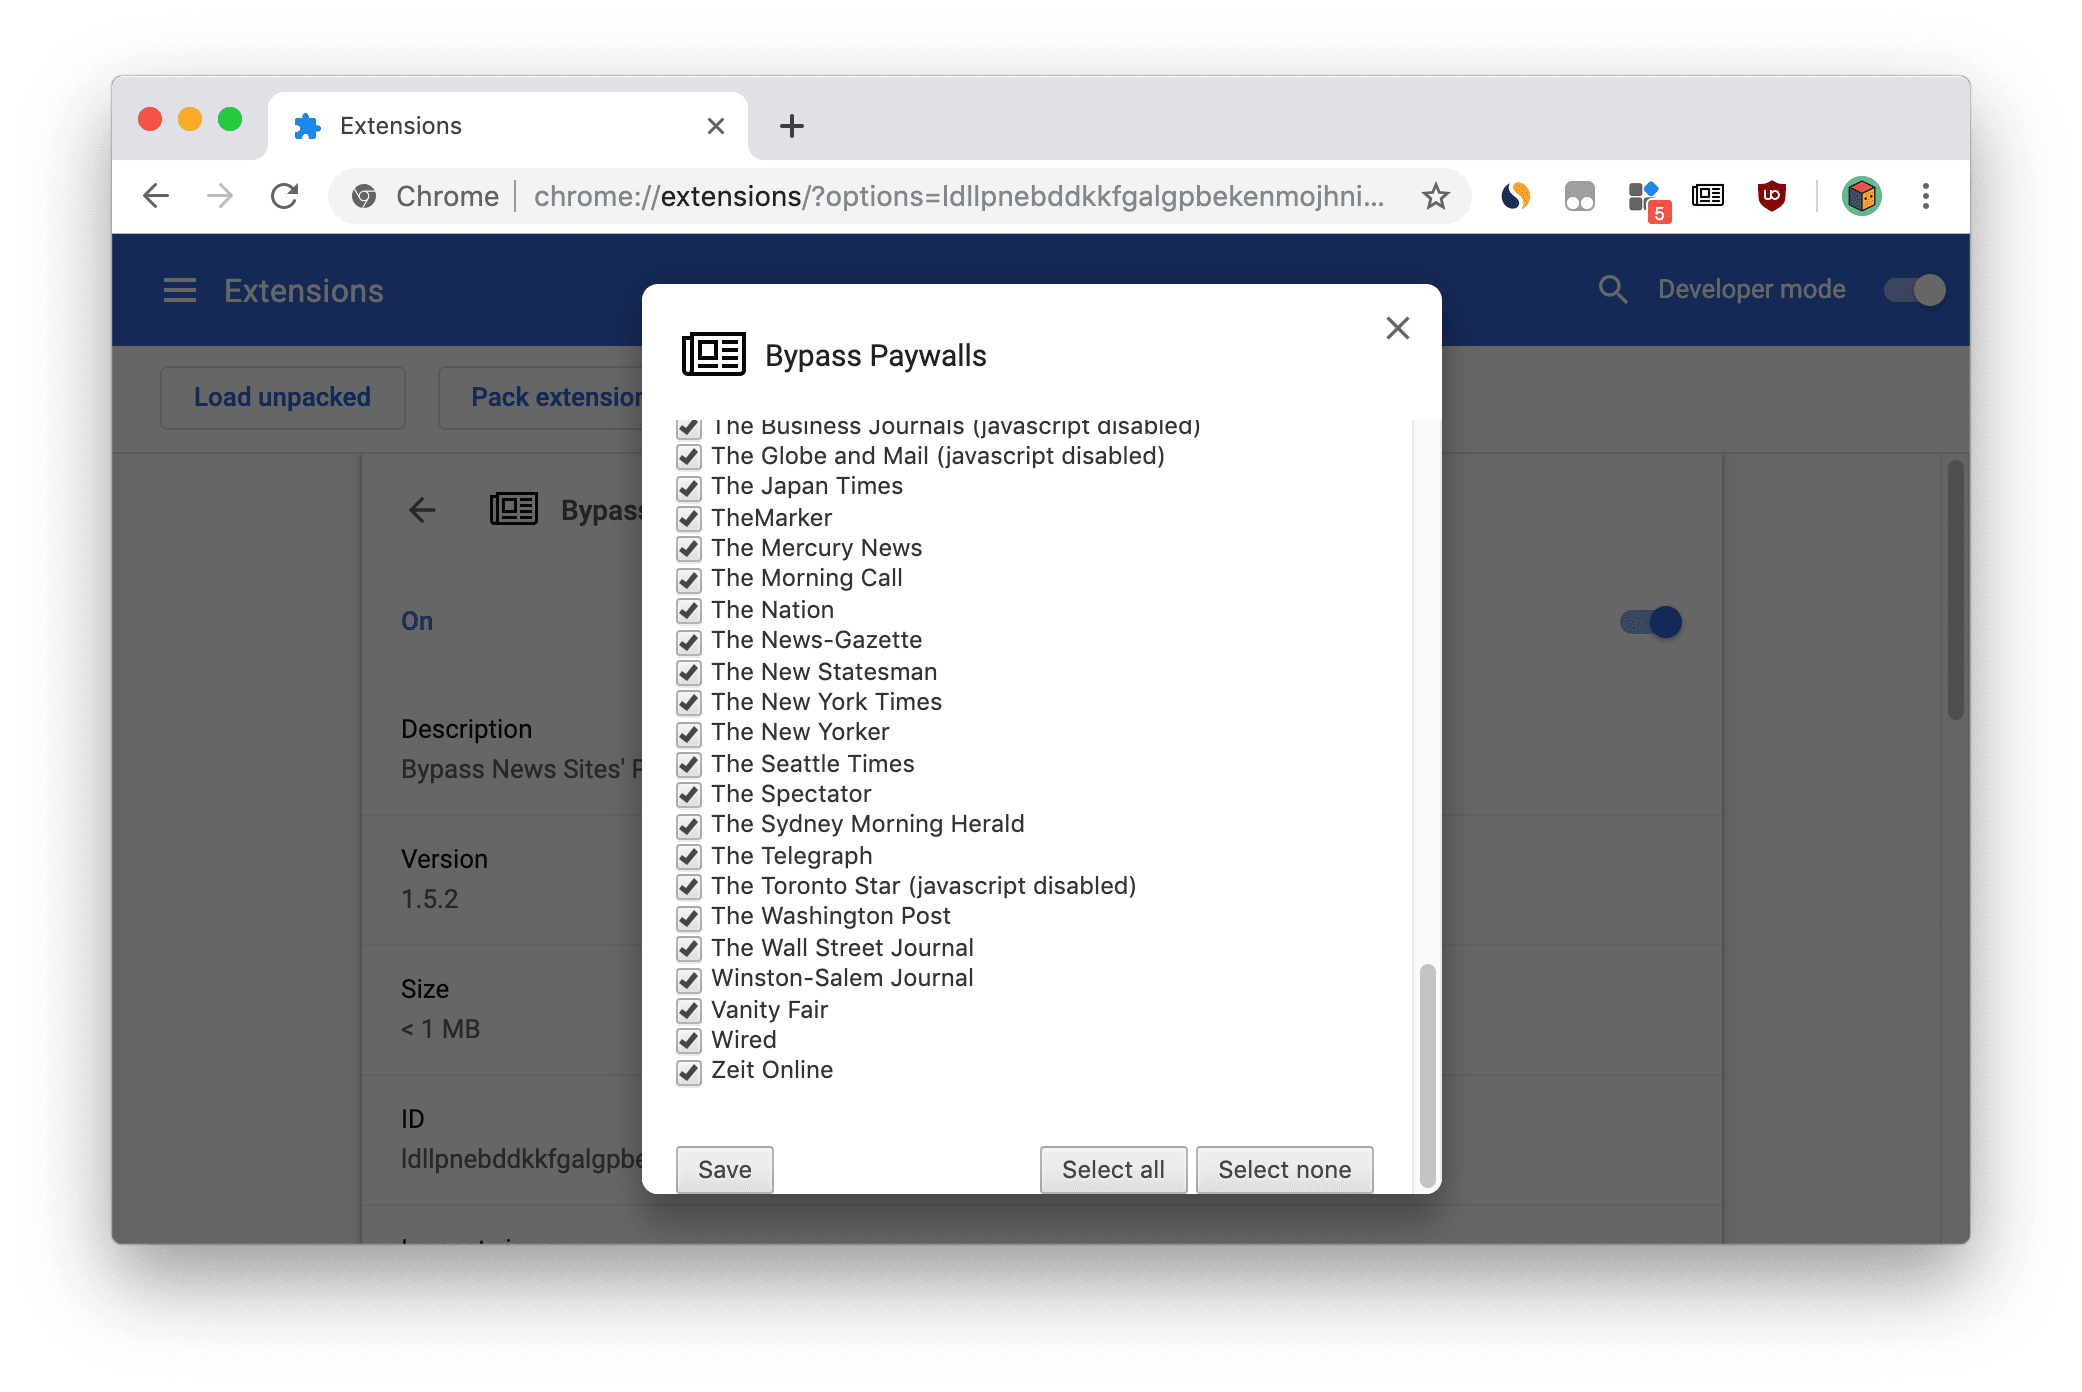 Extensions
Chrome
chrome://extensions/?options=ldllpnebddkkfgalgpbekenmojhni...
5
Extensions
Developer mode
Load unpacked
Pack extension
Bypass
On
Description
Bypass News Sites'
Version
1.5.2
Size
< 1 MB
ID
ldllpnebddkkfgalgpbe
Bypass Paywalls
The Business Journals (javascript disabled)
The Globe and Mail (javascript disabled)
The Japan Times
TheMarker
The Mercury News
The Morning Call
The Nation
The News-Gazette
The New Statesman
The New York Times
The New Yorker
The Seattle Times
The Spectator
The Sydney Morning Herald
The Telegraph
The Toronto Star (javascript disabled)
The Washington Post
The Wall Street Journal
Winston-Salem Journal
Vanity Fair
Wired
Zeit Online
Save
Select all
Select none